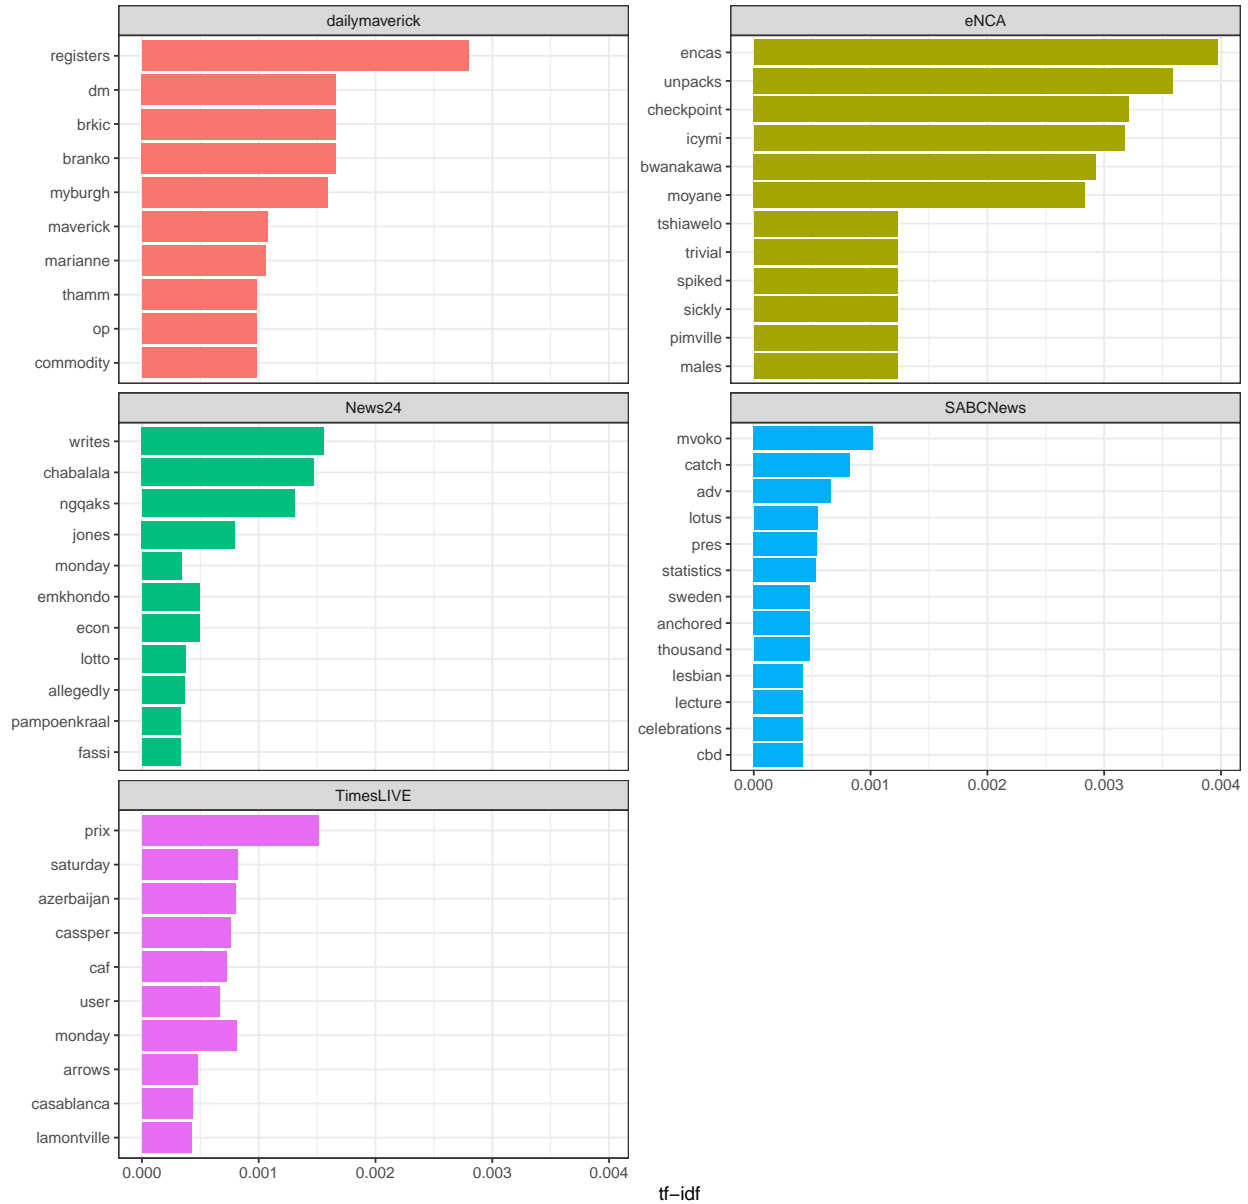 dailymaverick
registers
dm
brkic
branko
myburgh
maverick
marianne
thamm
op
commodity
eNCA
encas
unpacks
checkpoint
icymi
bwanakawa
moyane
tshiawelo
trivial
spiked
sickly
pimville
males
News24
writes
chabalala
ngqaks
jones
monday
emkhondo
econ
lotto
allegedly
pampoenkraal
fassi
SABCNews
mvoko
catch
adv
lotus
pres
statistics
sweden
anchored
thousand
lesbian
lecture
celebrations
cbd
0.000 0.001 0.002 0.003 0.004
TimesLIVE
prix
saturday
azerbaijan
cassper
caf
user
monday
arrows
casablanca
lamontville
0.000 0.001 0.002 0.003 0.004
tf−idf